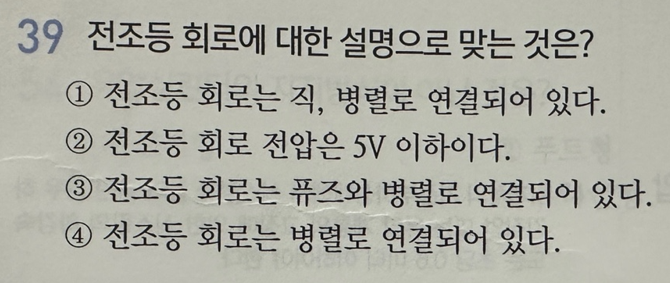 39 전조등 회로에 대한 설명으로 맞는 것은?
① 전조등 회로는 직, 병렬로 연결되어 있다.
② 전조등 회로 전압은 5V 이하이다.
③ 전조등 회로는 퓨즈와 병렬로 연결되어 있다.
④ 전조등 회로는 병렬로 연결되어 있다.